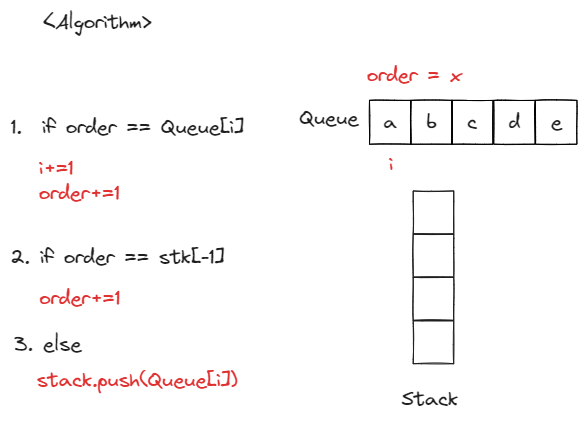 <Algorithm>
order = x
Queue a b c d e
i
1. if order == Queue[i]
i+=1
order+=1
2. if order == stk[-1]
order+=1
3. else
stack.push(Queue[i])
Stack